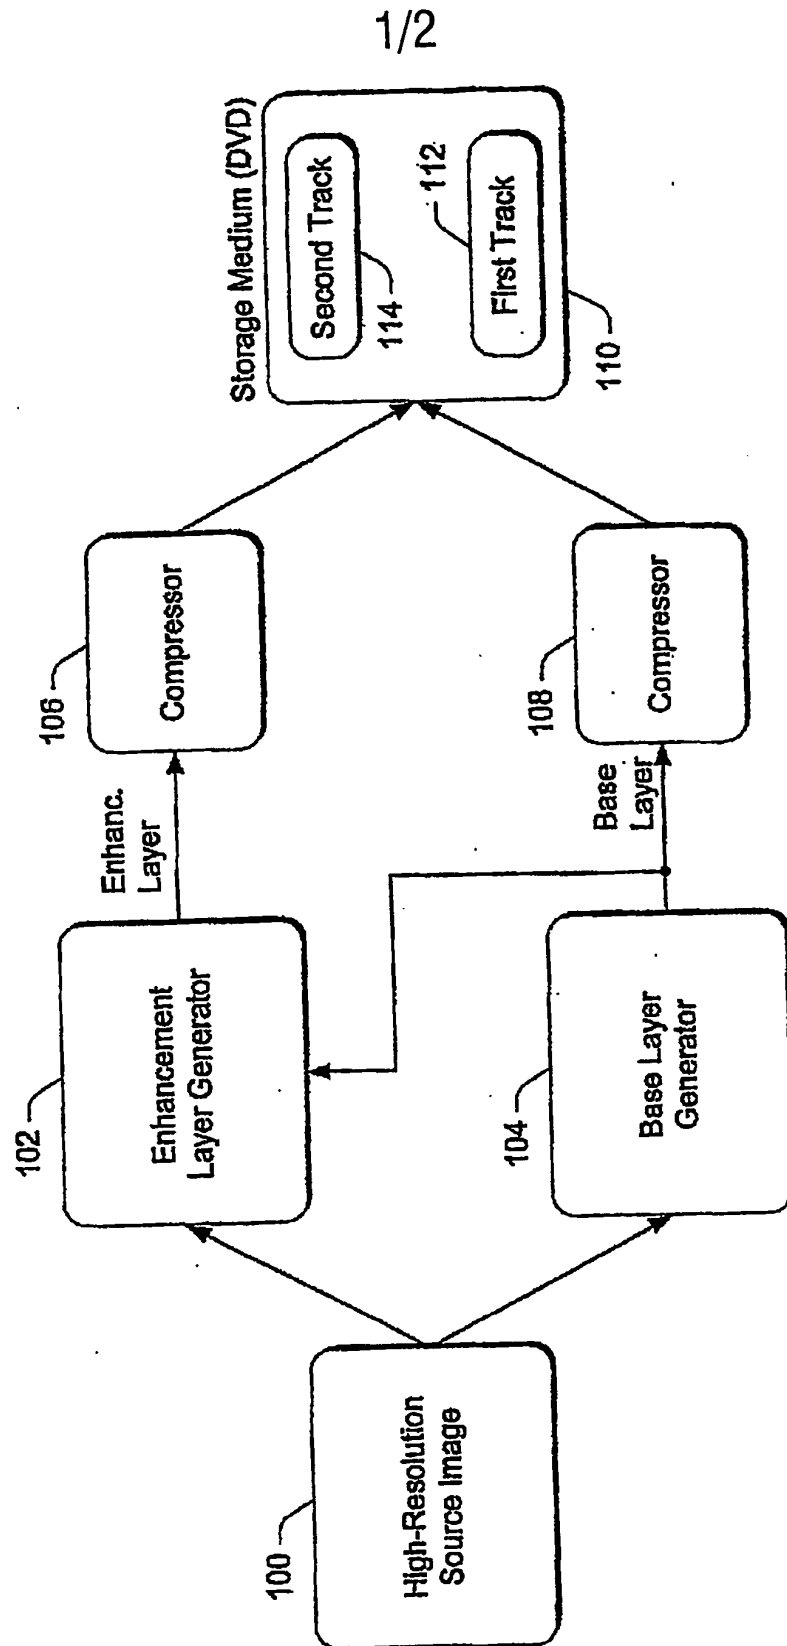 1/2
100
High-Resolution
Source Image
102
Enhancement
Layer Generator
104
Base Layer
Generator
Enhanc.
Layer
Base
Layer
106
Compressor
108
Compressor
Storage Medium (DVD)
Second Track
114
112
First Track
110